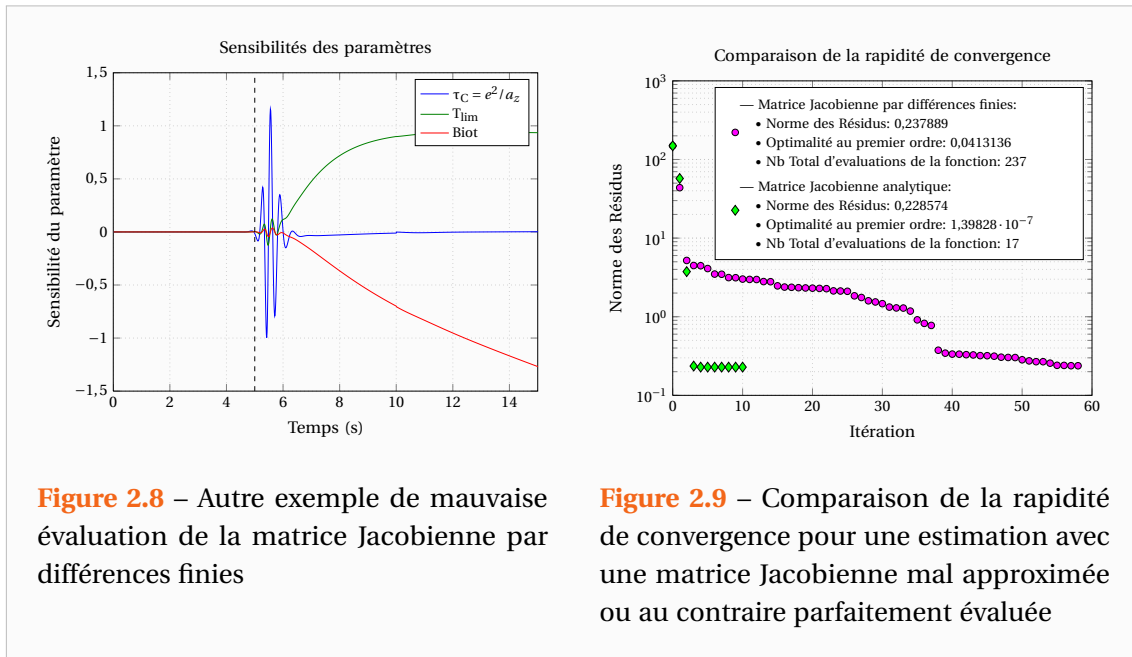 Sensibilités des paramètres
Sensibilité du paramètre
1,5
1
0,5
0
−0,5
−1
−1,5
τC = e²/az
Tlim
Biot
0 2 4 6 8 10 12 14
Temps (s)
Figure 2.8 – Autre exemple de mauvaise
évaluation de la matrice Jacobienne par
différences finies
Comparaison de la rapidité de convergence
Norme des Résidus
10³
10²
10¹
10⁰
10⁻¹
— Matrice Jacobienne par différences finies:
• Norme des Résidus: 0,237889
• Optimalité au premier ordre: 0,0413136
• Nb Total d'evaluations de la fonction: 237
— Matrice Jacobienne analytique:
• Norme des Résidus: 0,228574
• Optimalité au premier ordre: 1,39828·10⁻⁷
• Nb Total d'évaluations de la fonction: 17
0 10 20 30 40 50 60
Itération
Figure 2.9 – Comparaison de la rapidité
de convergence pour une estimation avec
une matrice Jacobienne mal approximée
ou au contraire parfaitement évaluée